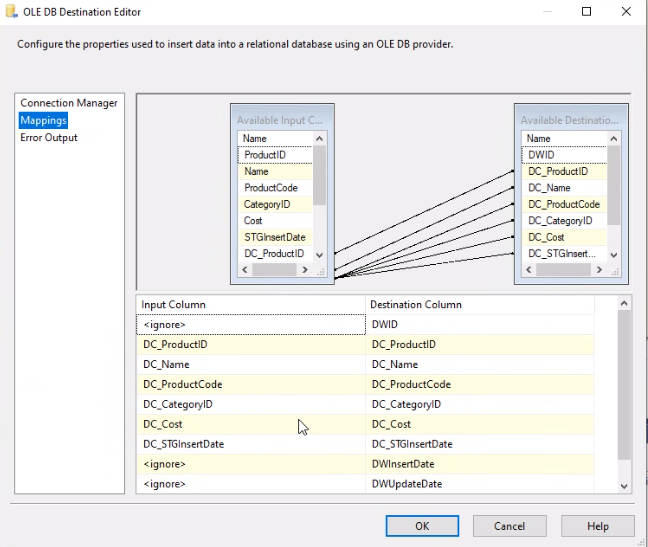 OLE DB Destination Editor
Configure the properties used to insert data into a relational database using an OLE DB provider.
Connection Manager
Mappings
Error Output
Available Input C...
Name
ProductID
Name
ProductCode
CategoryID
Cost
STGInsertDate
DC_ProductID
Available Destinatio...
Name
DWID
DC_ProductID
DC_Name
DC_ProductCode
DC_CategoryID
DC_Cost
DC_STGInsert...
Input Column Destination Column
<ignore> DWID
DC_ProductID DC_ProductID
DC_Name DC_Name
DC_ProductCode DC_ProductCode
DC_CategoryID DC_CategoryID
DC_Cost DC_Cost
DC_STGInsertDate DC_STGInsertDate
<ignore> DWInsertDate
<ignore> DWUpdateDate
OK Cancel Help